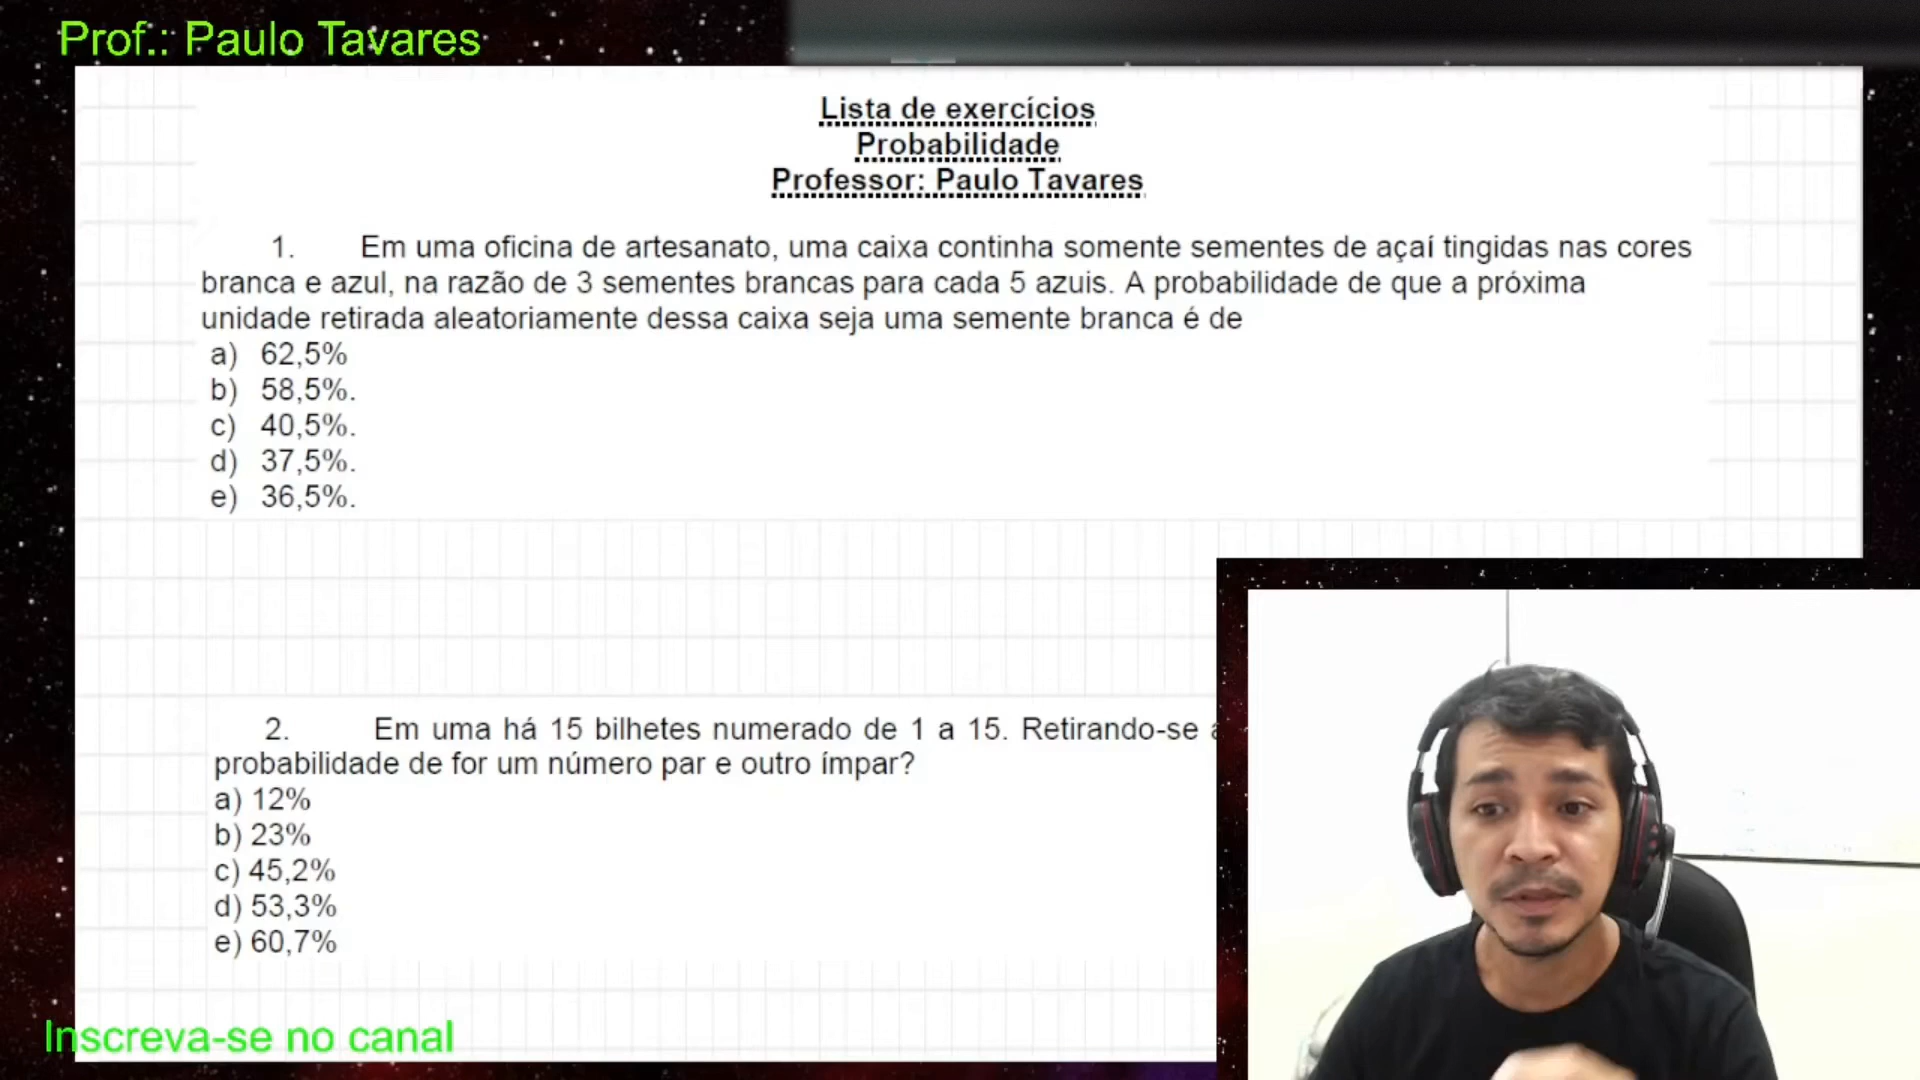 Prof.: Paulo Tavares
Lista de exercícios
Probabilidade
Professor: Paulo Tavares
1. Em uma oficina de artesanato, uma caixa continha somente sementes de açaí tingidas nas cores
branca e azul, na razão de 3 sementes brancas para cada 5 azuis. A probabilidade de que a próxima
unidade retirada aleatoriamente dessa caixa seja uma semente branca é de
a) 62,5%
b) 58,5%.
c) 40,5%.
d) 37,5%.
e) 36,5%.
2. Em uma há 15 bilhetes numerado de 1 a 15. Retirando-se
probabilidade de for um número par e outro ímpar?
a) 12%
b) 23%
c) 45,2%
d) 53,3%
e) 60,7%
Inscreva-se no canal